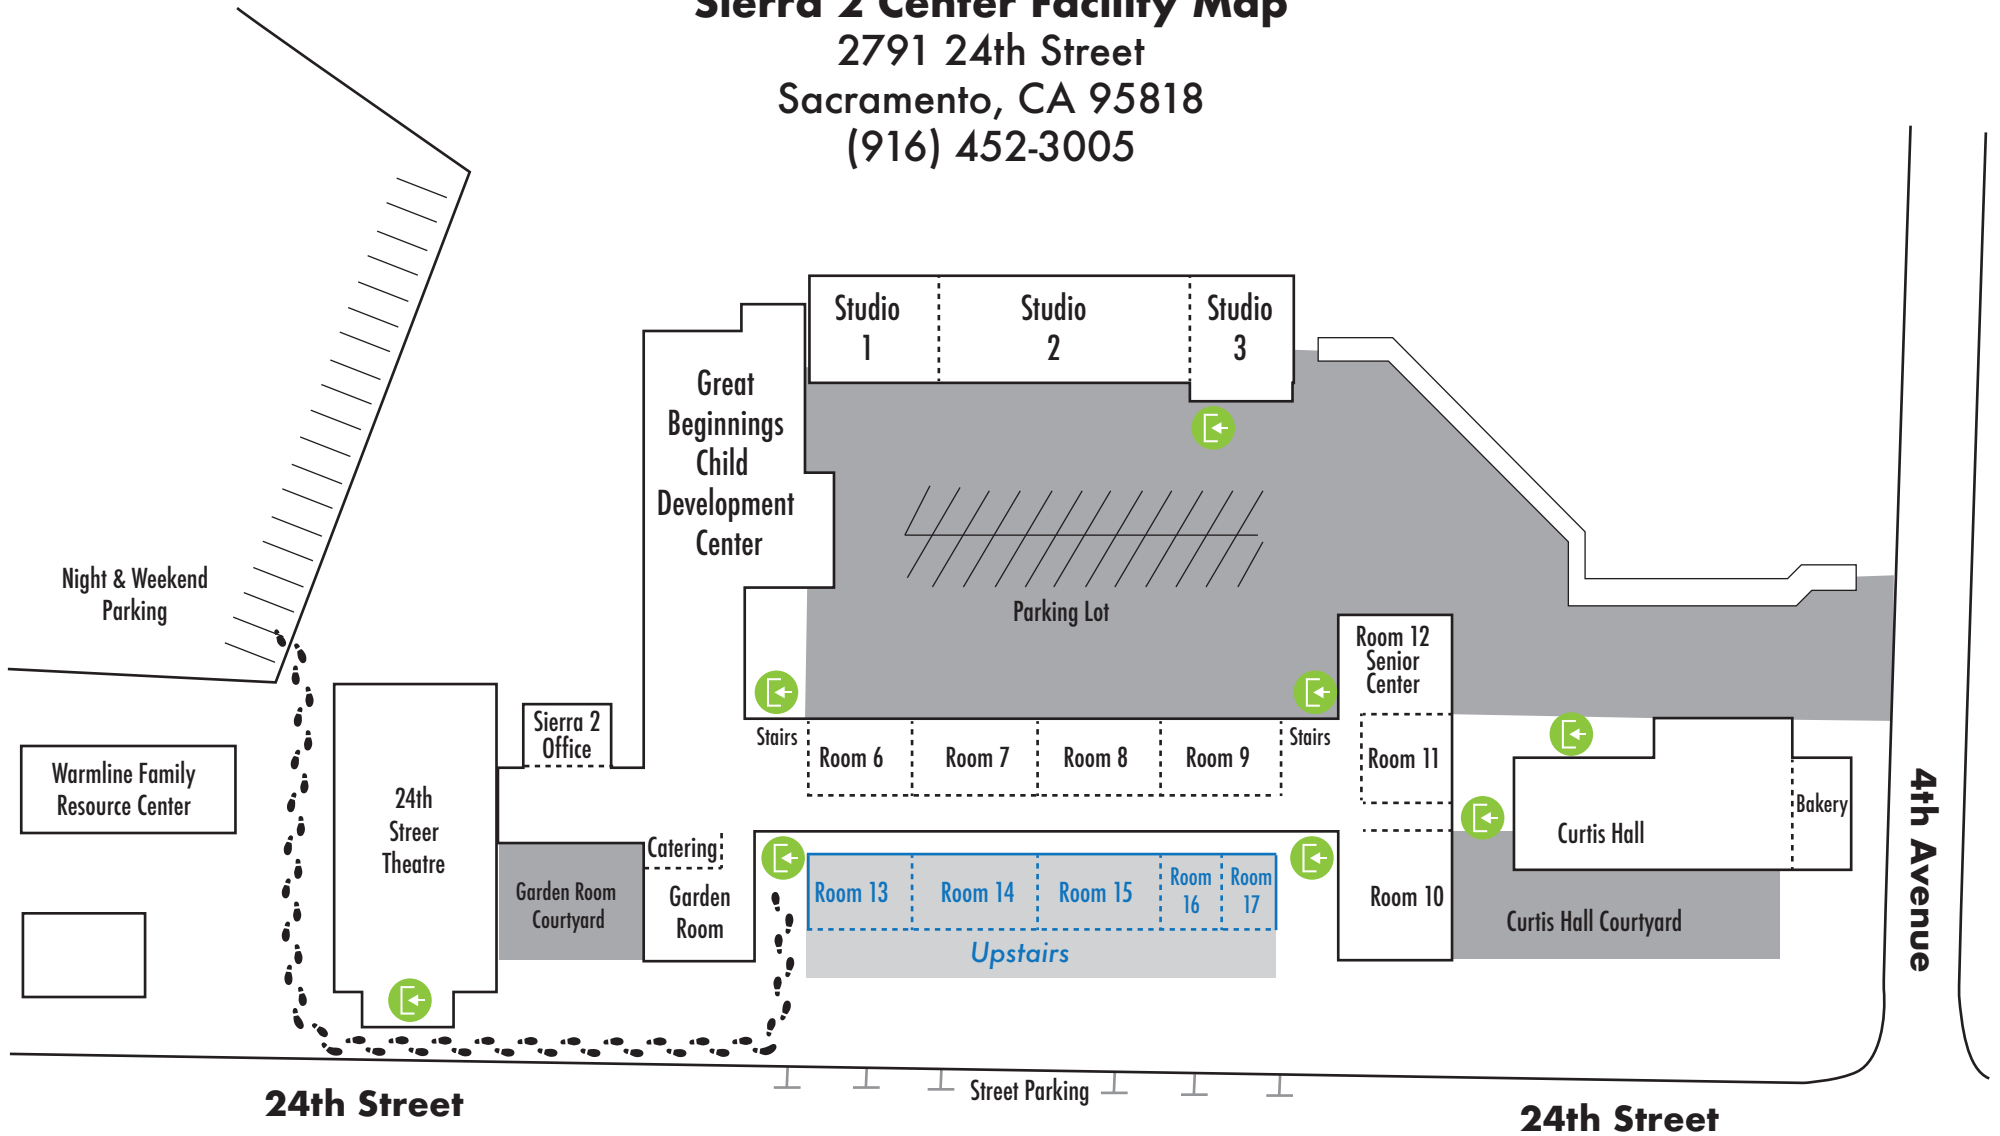 Sierra 2 Center Facility Map
2791 24th Street
Sacramento, CA 95818
(916) 452-3005
Studio
1
Studio
2
Studio
3
Great
Beginnings
Child
Development
Center
Night & Weekend
Parking
Parking Lot
Room 12
Senior
Center
Sierra 2
Office
Stairs
Room 6
Room 7
Room 8
Room 9
Stairs
Room 11
Warmline Family
Resource Center
24th
Streer
Theatre
Catering
Garden
Room
Garden Room
Courtyard
Room 13
Room 14
Room 15
Room
16
Room
17
Upstairs
Room 10
Curtis Hall
Bakery
Curtis Hall Courtyard
4th Avenue
Street Parking
24th Street
24th Street